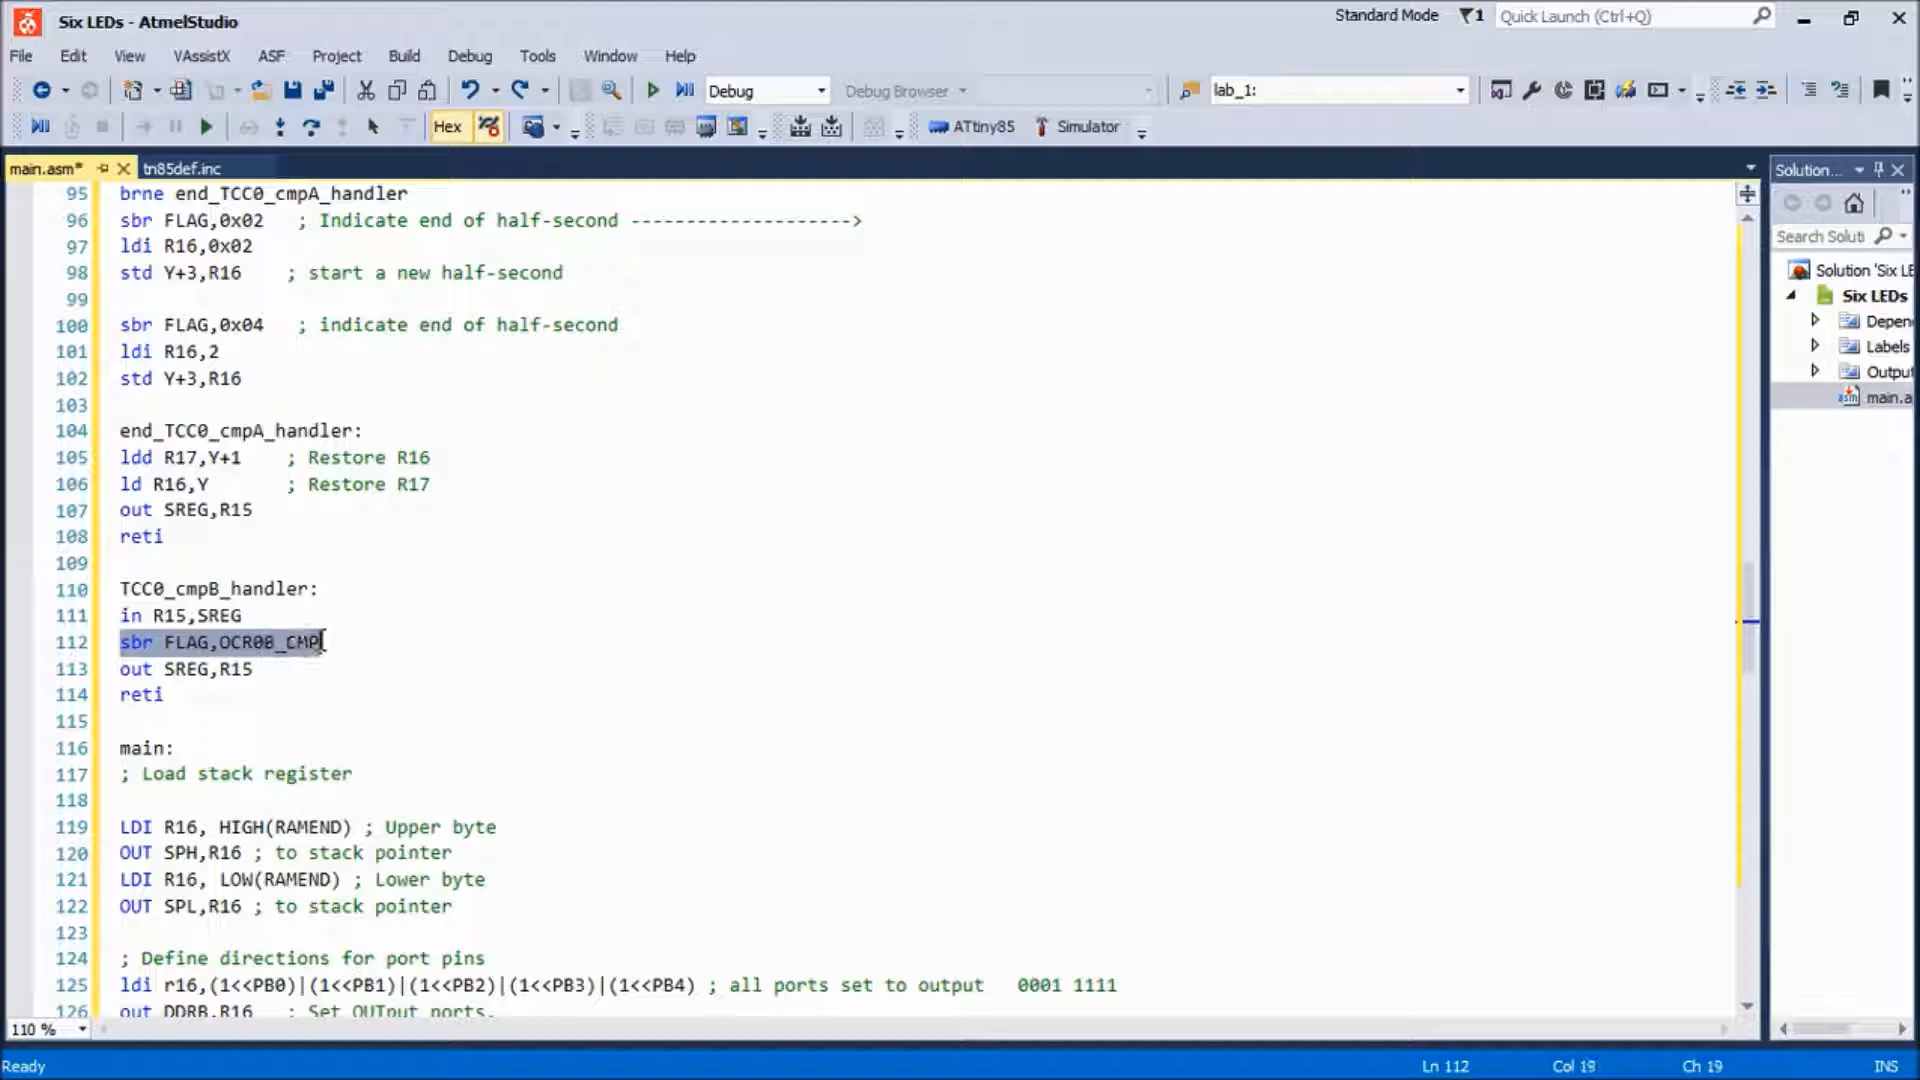 Six LEDs - AtmelStudio
Standard Mode
1
Quick Launch (Ctrl+Q)
File Edit View VAssistX ASF Project Build Debug Tools Window Help
Debug
Debug Browser
lab_1:
Hex
ATtiny85
Simulator
main.asm*
tn85def.inc
95 brne end_TCC0_cmpA_handler
96 sbr FLAG,0x02 ; Indicate end of half-second -------------------->
97 ldi R16,0x02
98 std Y+3,R16 ; start a new half-second
99
100 sbr FLAG,0x04 ; indicate end of half-second
101 ldi R16,2
102 std Y+3,R16
103
104 end_TCC0_cmpA_handler:
105 ldd R17,Y+1 ; Restore R16
106 ld R16,Y ; Restore R17
107 out SREG,R15
108 reti
109
110 TCC0_cmpB_handler:
111 in R15,SREG
112 sbr FLAG,OCR0B_CMP
113 out SREG,R15
114 reti
115
116 main:
117 ; Load stack register
118
119 LDI R16, HIGH(RAMEND) ; Upper byte
120 OUT SPH,R16 ; to stack pointer
121 LDI R16, LOW(RAMEND) ; Lower byte
122 OUT SPL,R16 ; to stack pointer
123
124 ; Define directions for port pins
125 ldi r16,(1<<PB0)|(1<<PB1)|(1<<PB2)|(1<<PB3)|(1<<PB4) ; all ports set to output 0001 1111
126 out DDRB,R16 ; Set OUTput ports.
110 %
Solution...
Search Soluti
Solution 'Six LE
Six LEDs
Depen
Labels
Output
main.a
Ready
Ln 112
Col 19
Ch 19
INS